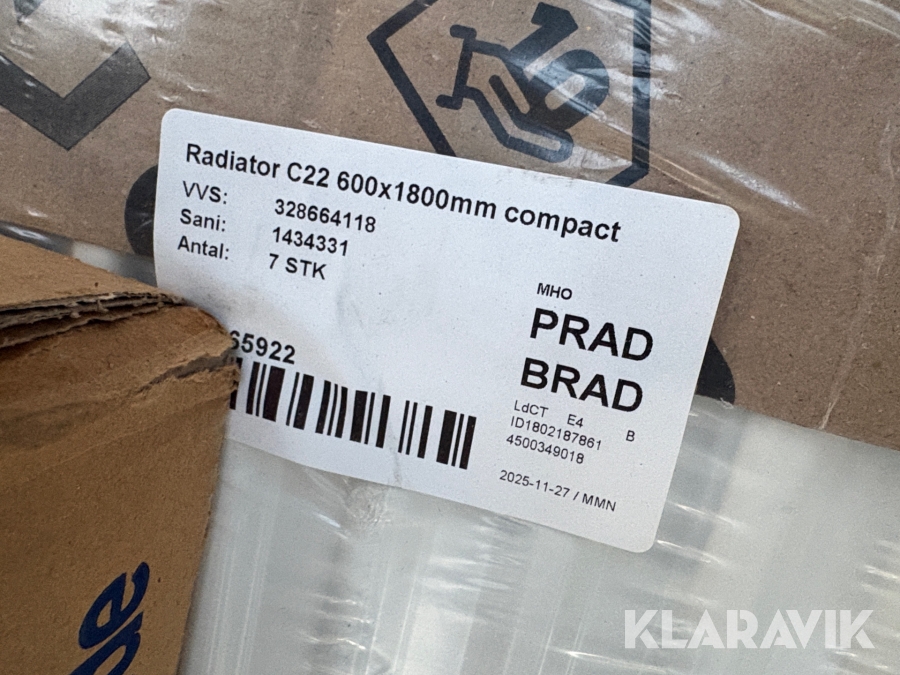 Radiator C22 600x1800mm compact
VVS: 328664118
Sani: 1434331
Antal: 7 STK
MHO
PRAD
BRAD
65922
LdCT E4 B
ID1802187861
4500349018
2025-11-27 / MMN
KLARAVIK